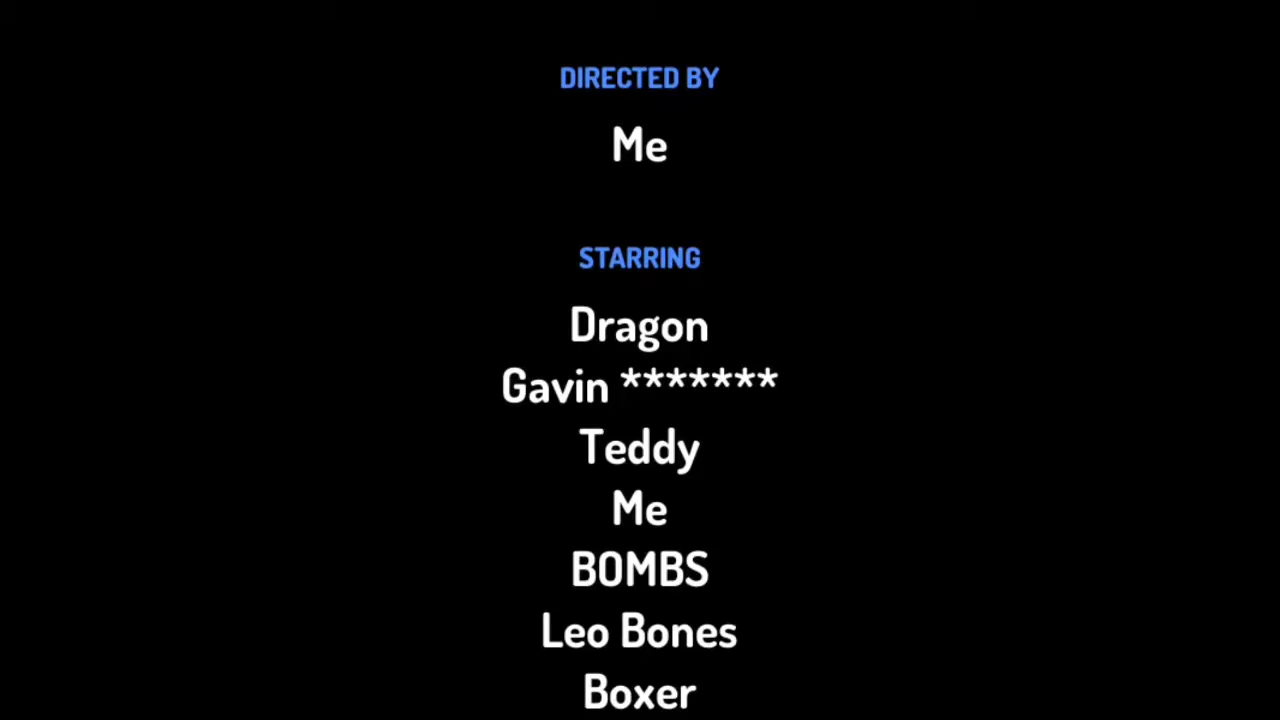 DIRECTED BY
Me
STARRING
Dragon
Gavin *******
Teddy
Me
BOMBS
Leo Bones
Boxer